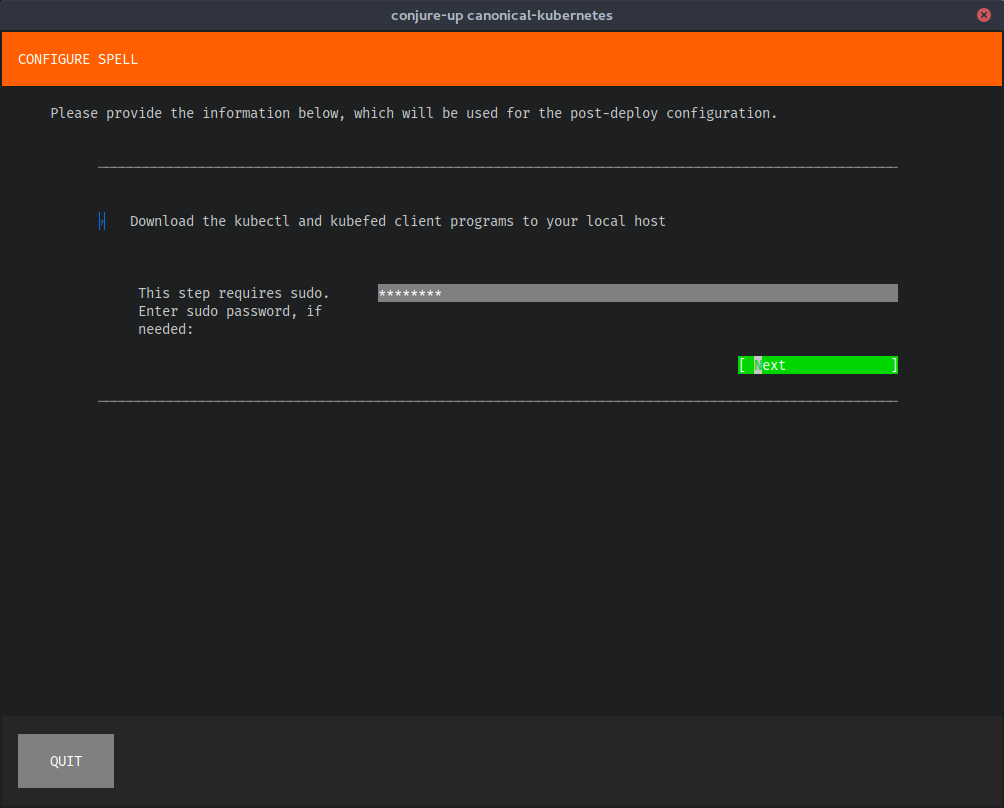 conjure-up canonical-kubernetes
CONFIGURE SPELL
Please provide the information below, which will be used for the post-deploy configuration.
Download the kubectl and kubefed client programs to your local host
This step requires sudo. ********
Enter sudo password, if
needed:
[ Next ]
QUIT